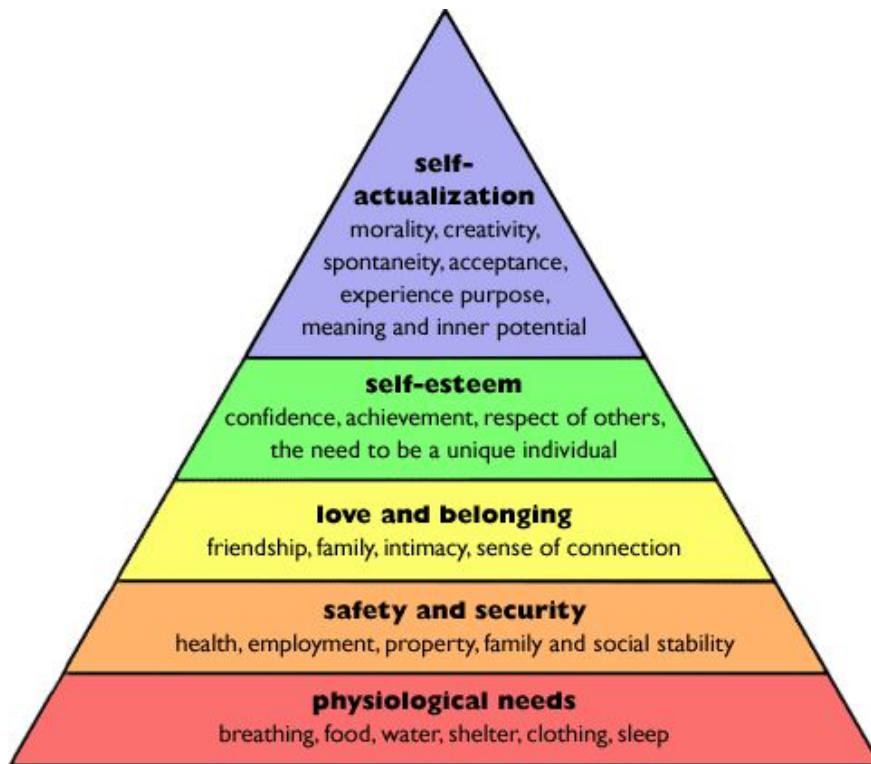 self-
actualization
morality, creativity,
spontaneity, acceptance,
experience purpose,
meaning and inner potential
self-esteem
confidence, achievement, respect of others,
the need to be a unique individual
love and belonging
friendship, family, intimacy, sense of connection
safety and security
health, employment, property, family and social stability
physiological needs
breathing, food, water, shelter, clothing, sleep